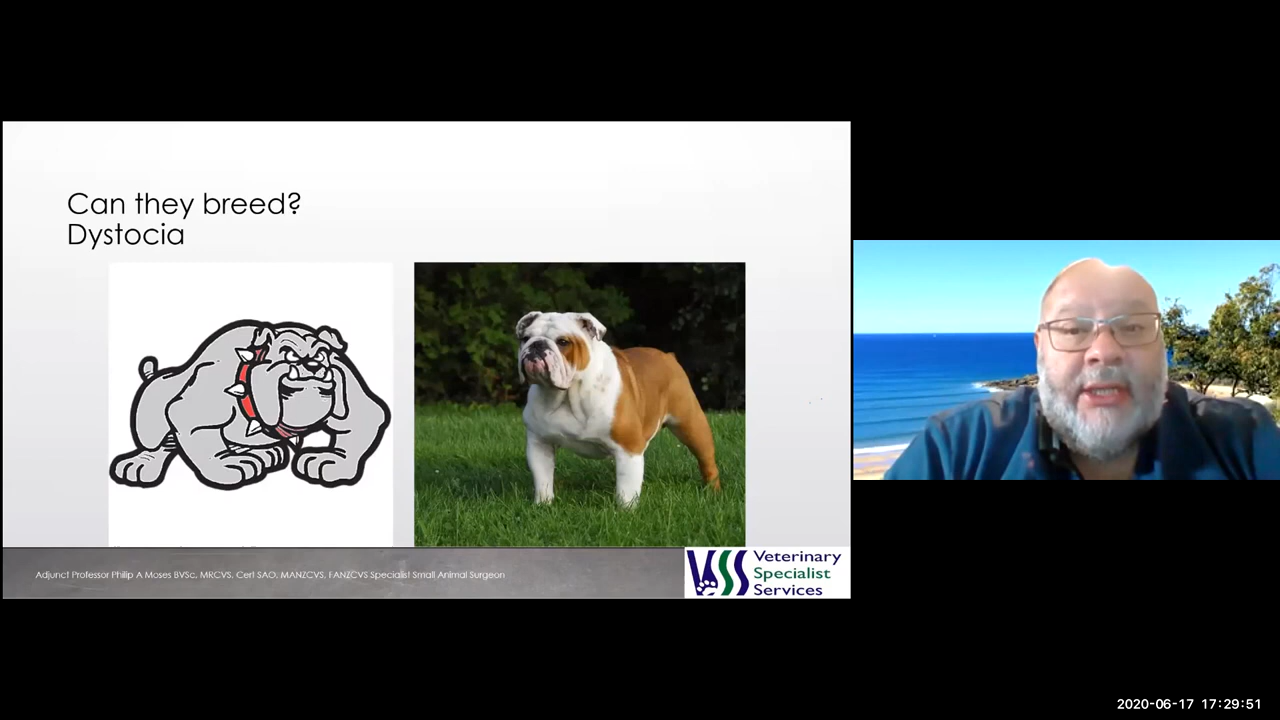 Can they breed?
Dystocia
Adjunct Professor Philip A Moses BVSc, MRCVS, Cert SAO, MANZCVS, FANZCVS Specialist Small Animal Surgeon
VSS
Veterinary
Specialist
Services
2020-06-17 17:29:51